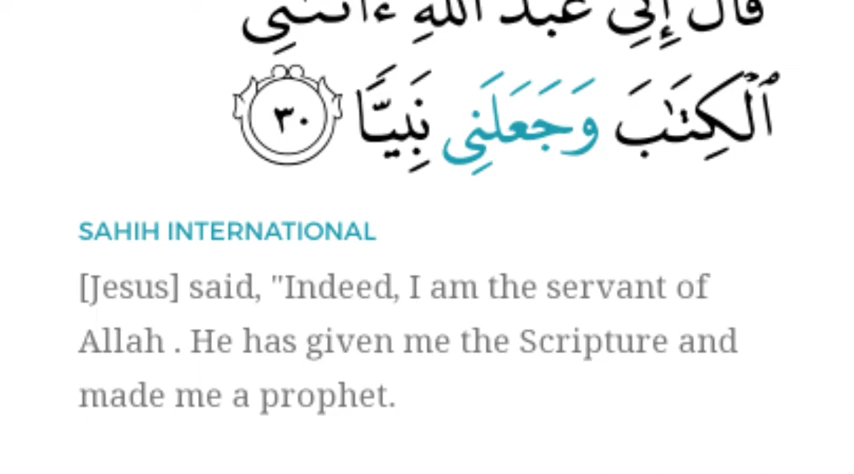 قَالَ إِنِّى عَبْدُ ٱللَّهِ ءَاتَىٰنِىَ
ٱلْكِتَـٰبَ وَجَعَلَنِى نَبِيًّا ٣٠
SAHIH INTERNATIONAL
[Jesus] said, "Indeed, I am the servant of
Allah . He has given me the Scripture and
made me a prophet.